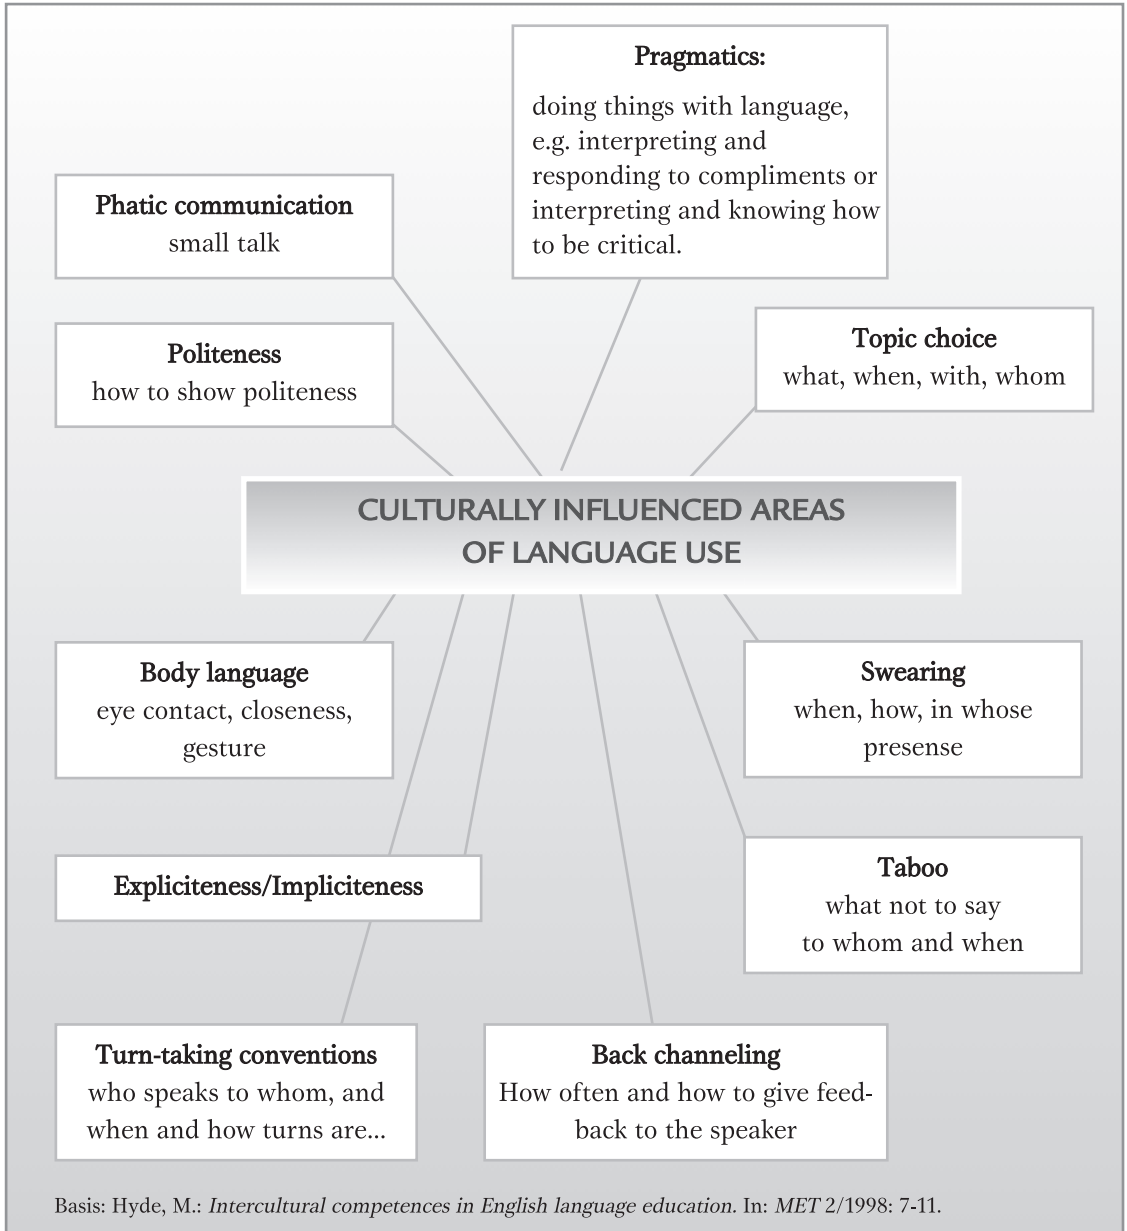 Pragmatics:
doing things with language,
e.g. interpreting and
responding to compliments or
interpreting and knowing how
to be critical.
Phatic communication
small talk
Politeness
how to show politeness
Topic choice
what, when, with, whom
CULTURALLY INFLUENCED AREAS
OF LANGUAGE USE
Body language
eye contact, closeness,
gesture
Swearing
when, how, in whose
presense
Expliciteness/Impliciteness
Taboo
what not to say
to whom and when
Turn-taking conventions
who speaks to whom, and
when and how turns are...
Back channeling
How often and how to give feed-
back to the speaker
Basis: Hyde, M.: Intercultural competences in English language education. In: MET 2/1998: 7-11.